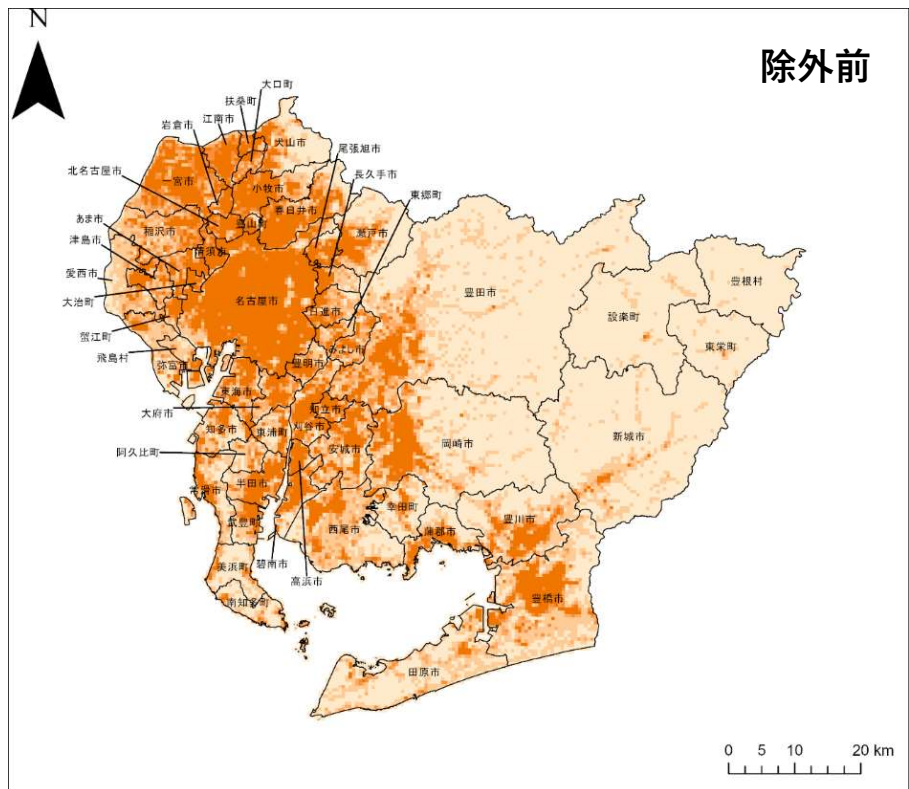 N
除外前
大口町
扶桑町
江南市
岩倉市
犬山市
尾張旭市
長久手市
北名古屋市
一宮市
小牧市
東郷町
春日井市
あま市
豊山町
瀬戸市
稲沢市
津島市
清須市
愛西市
豊田市
豊根村
大治町
名古屋市
日進市
設楽町
蟹江町
東栄町
飛島村
みよし市
弥富市
豊明市
東海市
大府市
知立市
知多市
東浦町
刈谷市
岡崎市
新城市
阿久比町
安城市
半田市
常滑市
幸田町
武豊町
西尾市
蒲郡市
豊川市
美浜町
碧南市
高浜市
豊橋市
南知多町
田原市
0 5 10 20 km